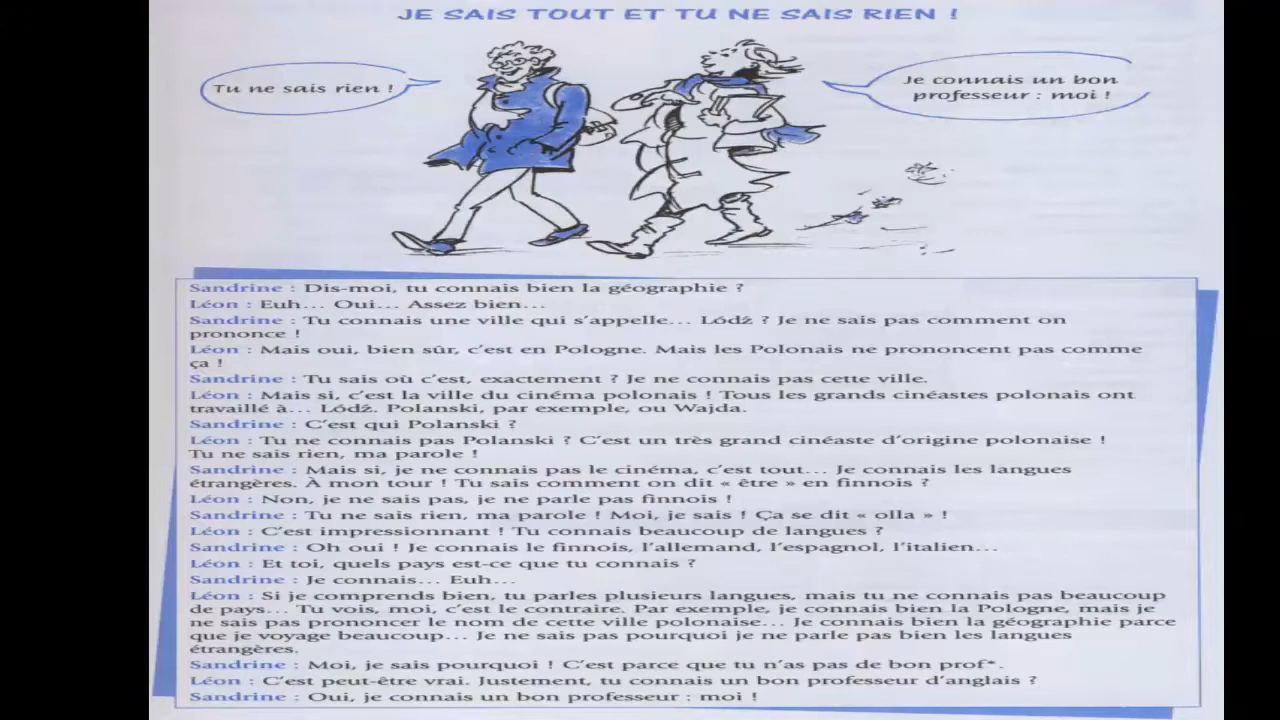 JE SAIS TOUT ET TU NE SAIS RIEN !
Tu ne sais rien !
Je connais un bon
professeur : moi !
Sandrine : Dis-moi, tu connais bien la géographie ?
Léon : Euh... Oui... Assez bien...
Sandrine : Tu connais une ville qui s'appelle... Lódź ? Je ne sais pas comment on
prononce !
Léon : Mais oui, bien sûr, c'est en Pologne. Mais les Polonais ne prononcent pas comme
ça !
Sandrine : Tu sais où c'est, exactement ? Je ne connais pas cette ville.
Léon : Mais si, c'est la ville du cinéma polonais ! Tous les grands cinéastes polonais ont
travaillé à... Lódź. Polanski, par exemple, ou Wajda.
Sandrine : C'est qui Polanski ?
Léon : Tu ne connais pas Polanski ? C'est un très grand cinéaste d'origine polonaise !
Tu ne sais rien, ma parole !
Sandrine : Mais si, je ne connais pas le cinéma, c'est tout... Je connais les langues
étrangères. À mon tour ! Tu sais comment on dit « être » en finnois ?
Léon : Non, je ne sais pas, je ne parle pas finnois !
Sandrine : Tu ne sais rien, ma parole ! Moi, je sais ! Ça se dit « olla » !
Léon : C'est impressionnant ! Tu connais beaucoup de langues ?
Sandrine : Oh oui ! Je connais le finnois, l'allemand, l'espagnol, l'italien...
Léon : Et toi, quels pays est-ce que tu connais ?
Sandrine : Je connais... Euh...
Léon : Si je comprends bien, tu parles plusieurs langues, mais tu ne connais pas beaucoup
de pays... Tu vois, moi, c'est le contraire. Par exemple, je connais bien la Pologne, mais je
ne sais pas prononcer le nom de cette ville polonaise... Je connais bien la géographie parce
que je voyage beaucoup... Je ne sais pas pourquoi je ne parle pas bien les langues
étrangères.
Sandrine : Moi, je sais pourquoi ! C'est parce que tu n'as pas de bon prof*.
Léon : C'est peut-être vrai. Justement, tu connais un bon professeur d'anglais ?
Sandrine : Oui, je connais un bon professeur : moi !